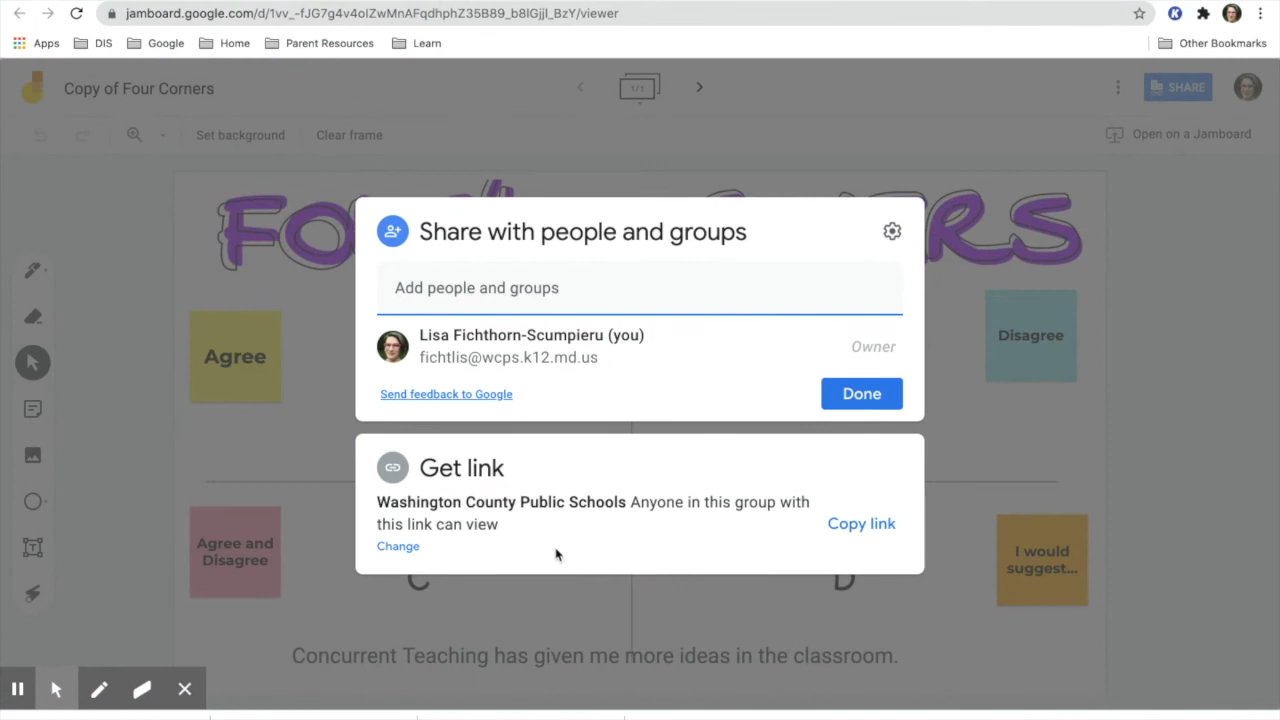 jamboard.google.com/d/1vv_-fJG7g4v4oIZwMnAFqdhphZ35B89_b8lGjjl_BzY/viewer
K
Apps DIS Google Home Parent Resources Learn Other Bookmarks
Copy of Four Corners
1/1
SHARE
Set background Clear frame
Open on a Jamboard
Share with people and groups
Add people and groups
Lisa Fichthorn-Scumpieru (you)
fichtlis@wcps.k12.md.us
Owner
Send feedback to Google
Done
Agree
Disagree
Get link
Washington County Public Schools Anyone in this group with
this link can view
Copy link
Change
Agree and
Disagree
I would
suggest...
C
D
Concurrent Teaching has given me more ideas in the classroom.